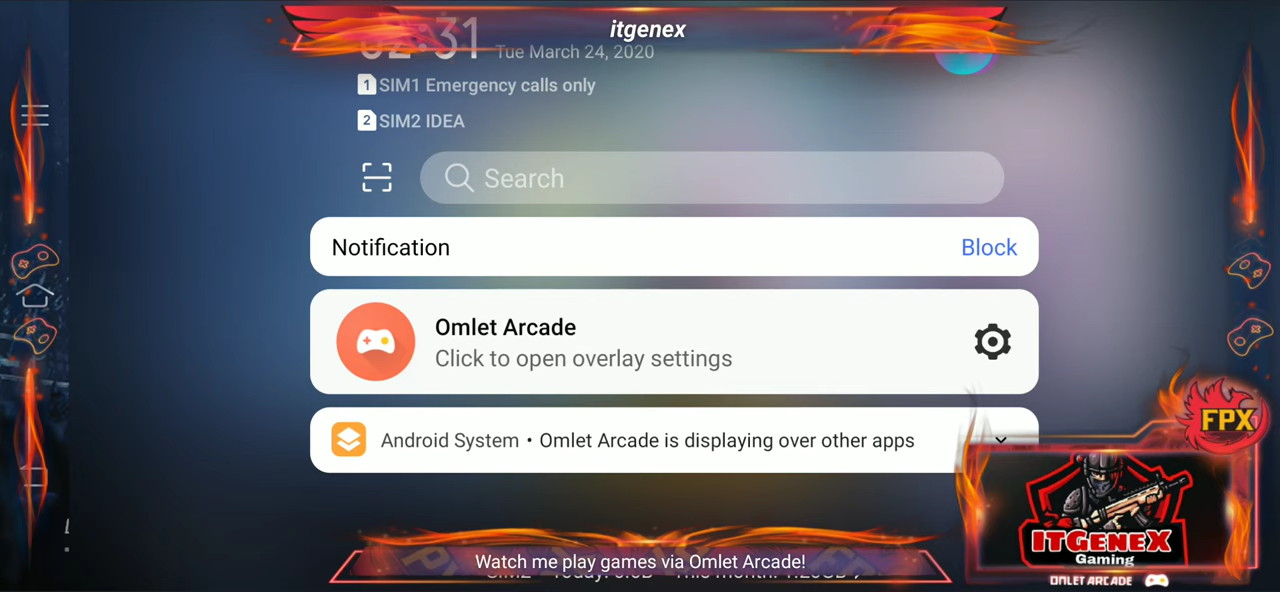 itgenex
02:31 Tue March 24, 2020
1 SIM1 Emergency calls only
2 SIM2 IDEA
Search
Notification Block
Omlet Arcade
Click to open overlay settings
Android System • Omlet Arcade is displaying over other apps
FPX
ITGENEX
Gaming
OMLET ARCADE
Watch me play games via Omlet Arcade!